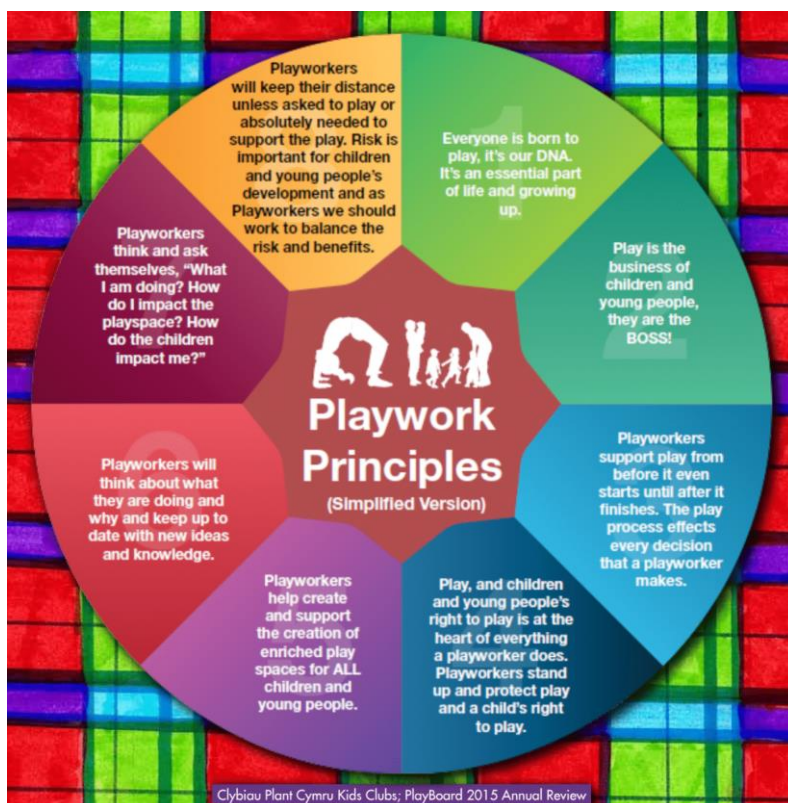 Playwork
Principles
(Simplified Version)
1
Everyone is born to
play, it's our DNA.
It's an essential part
of life and growing
up.
2
Play is the
business of
children and
young people,
they are the
BOSS!
Playworkers
support play from
before it even
starts until after it
finishes. The play
process effects
every decision
that a playworker
makes.
Play, and children
and young people's
right to play is at the
heart of everything
a playworker does.
Playworkers stand
up and protect play
and a child's right
to play.
Playworkers
help create
and support
the creation of
enriched play
spaces for ALL
children and
young people.
Playworkers will
think about what
they are doing and
why and keep up to
date with new ideas
and knowledge.
Playworkers
think and ask
themselves, "What
I am doing? How
do I impact the
playspace? How
do the children
impact me?"
Playworkers
will keep their distance
unless asked to play or
absolutely needed to
support the play. Risk is
important for children
and young people's
development and as
Playworkers we should
work to balance the
risk and benefits.
Clybiau Plant Cymru Kids Clubs; PlayBoard 2015 Annual Review